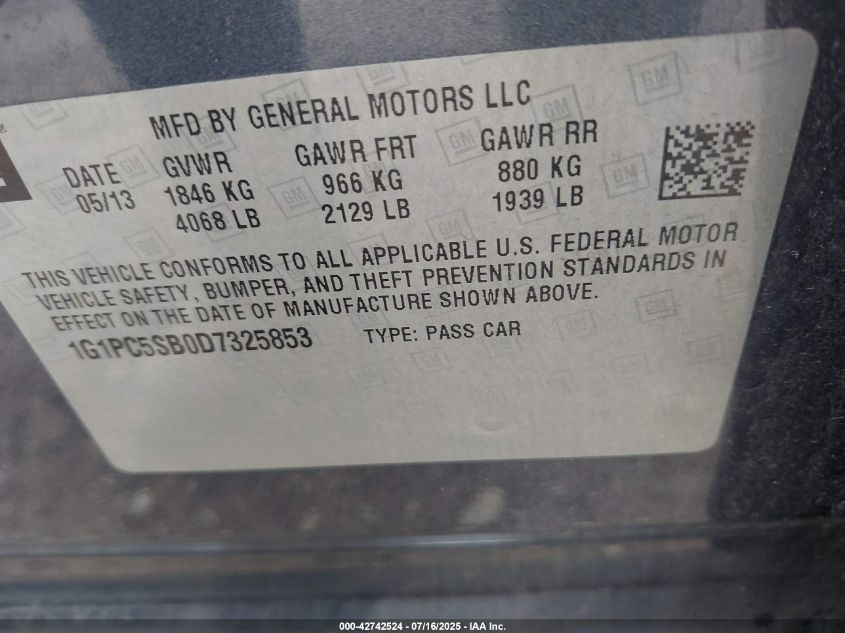 MFD BY GENERAL MOTORS LLC
DATE GVWR GAWR FRT GAWR RR
05/13 1846 KG 966 KG 880 KG
4068 LB 2129 LB 1939 LB
THIS VEHICLE CONFORMS TO ALL APPLICABLE U.S. FEDERAL MOTOR
VEHICLE SAFETY, BUMPER, AND THEFT PREVENTION STANDARDS IN
EFFECT ON THE DATE OF MANUFACTURE SHOWN ABOVE.
1G1PC5SB0D7325853 TYPE: PASS CAR
000-42742524 - 07/16/2025 - IAA Inc.